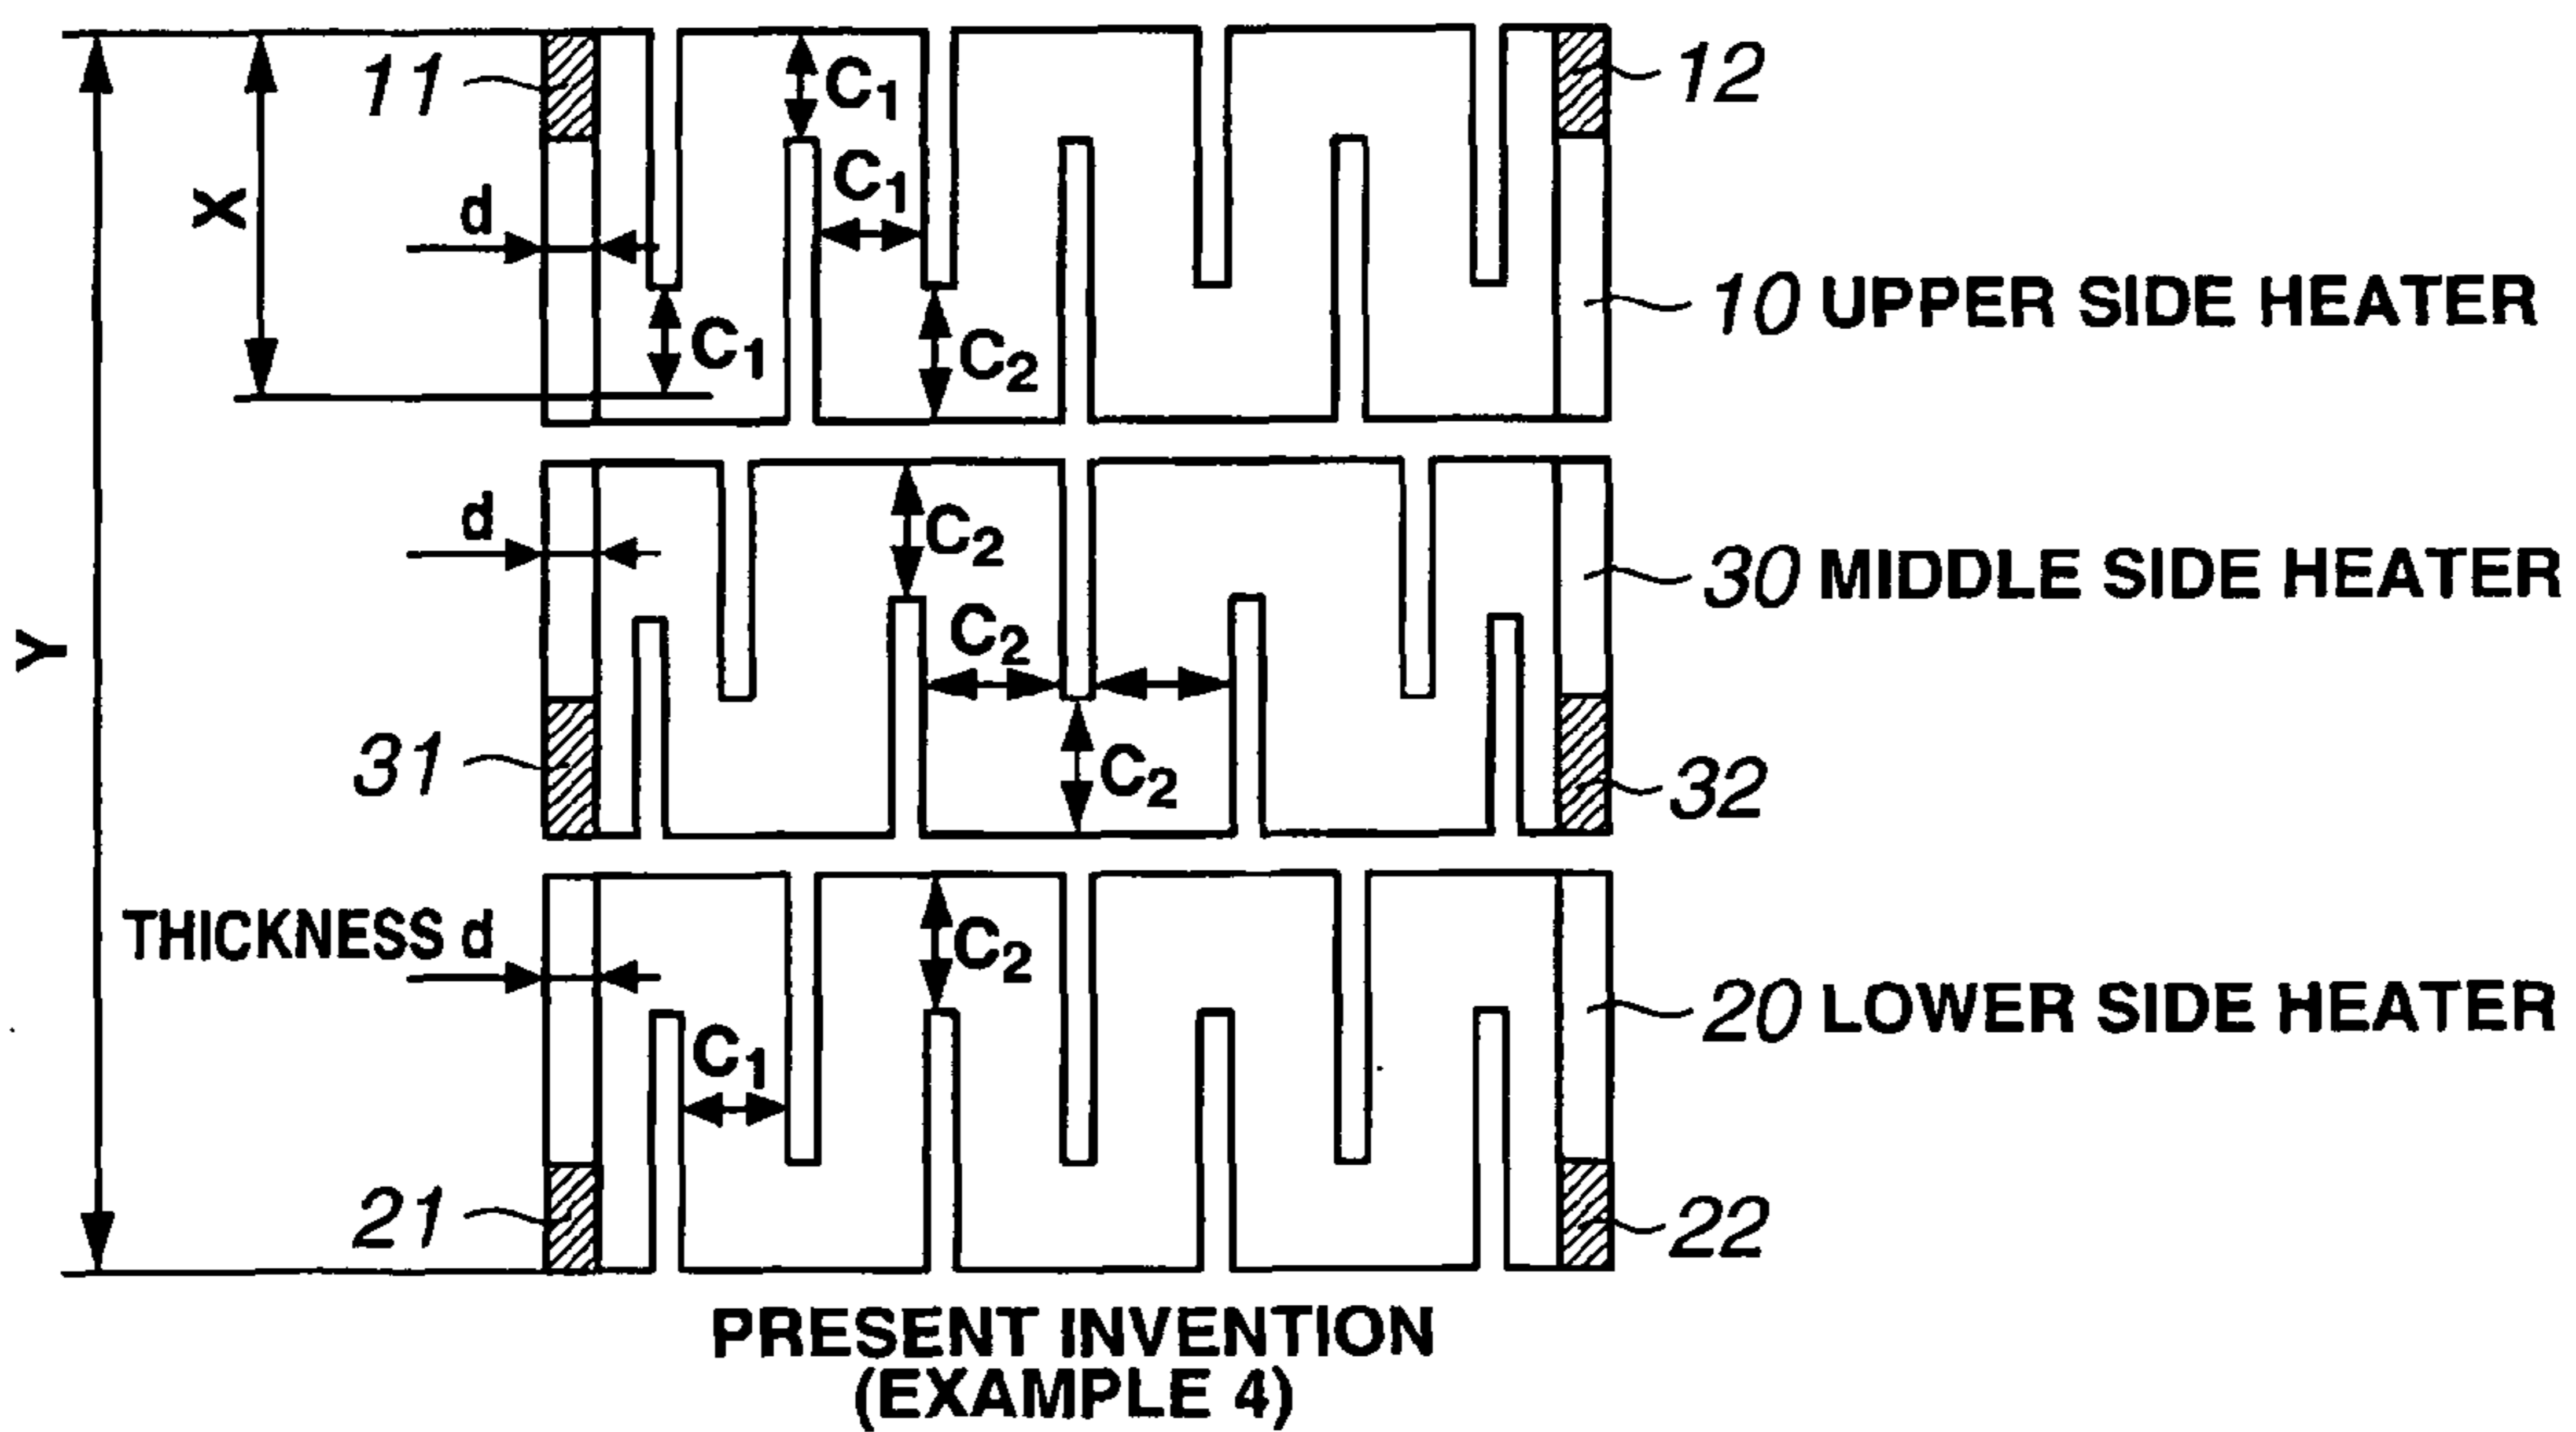 11
C1
12
X
d
C1
C1
C2
10 UPPER SIDE HEATER
d
C2
30 MIDDLE SIDE HEATER
Y
C2
31
C2
32
THICKNESS d
C2
20 LOWER SIDE HEATER
C1
21
22
PRESENT INVENTION
(EXAMPLE 4)